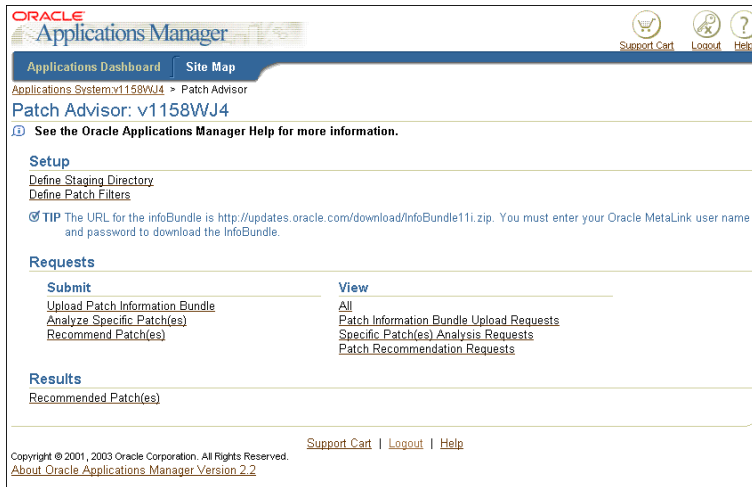 ORACLE
Applications Manager
Support Cart Logout Help
Applications Dashboard Site Map
Applications System:v1158WJ4 > Patch Advisor
Patch Advisor: v1158WJ4
See the Oracle Applications Manager Help for more information.
Setup
Define Staging Directory
Define Patch Filters
TIP The URL for the infoBundle is http://updates.oracle.com/download/InfoBundle11i.zip. You must enter your Oracle MetaLink user name
and password to download the InfoBundle.
Requests
Submit View
Upload Patch Information Bundle All
Analyze Specific Patch(es) Patch Information Bundle Upload Requests
Recommend Patch(es) Specific Patch(es) Analysis Requests
Patch Recommendation Requests
Results
Recommended Patch(es)
Support Cart | Logout | Help
Copyright © 2001, 2003 Oracle Corporation. All Rights Reserved.
About Oracle Applications Manager Version 2.2